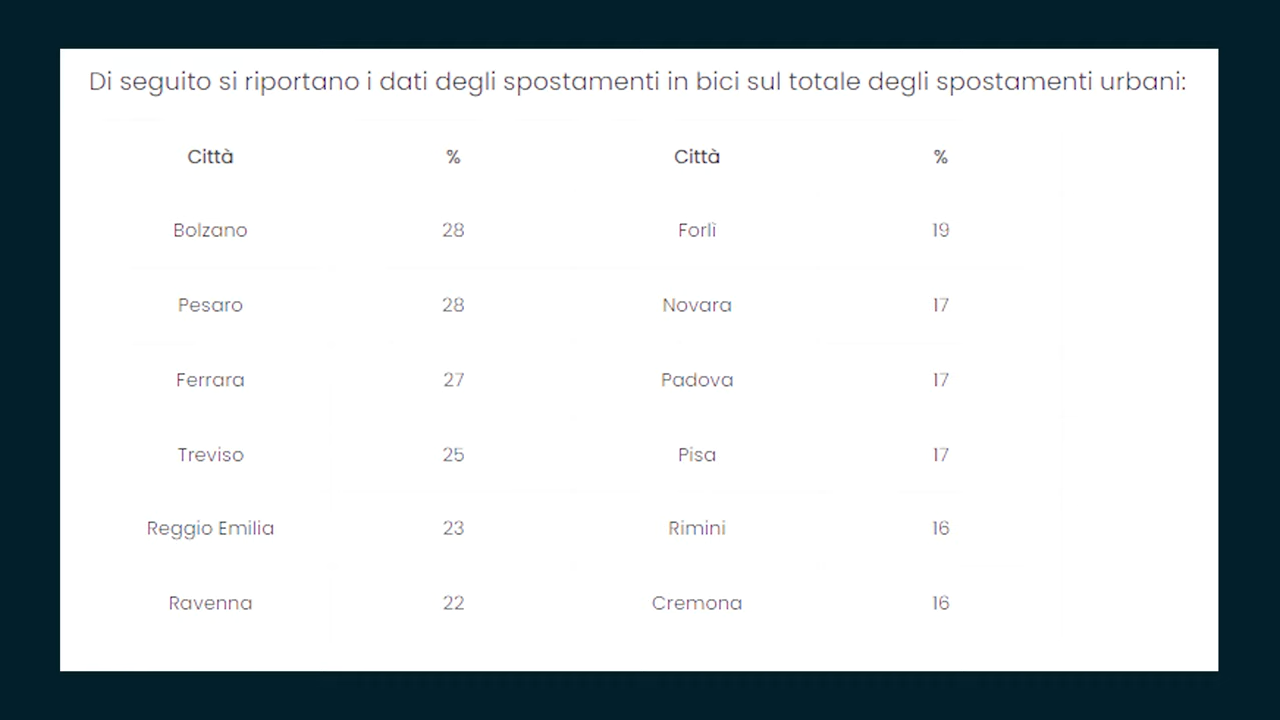 Di seguito si riportano i dati degli spostamenti in bici sul totale degli spostamenti urbani:
Città % Città %
Bolzano 28 Forlì 19
Pesaro 28 Novara 17
Ferrara 27 Padova 17
Treviso 25 Pisa 17
Reggio Emilia 23 Rimini 16
Ravenna 22 Cremona 16